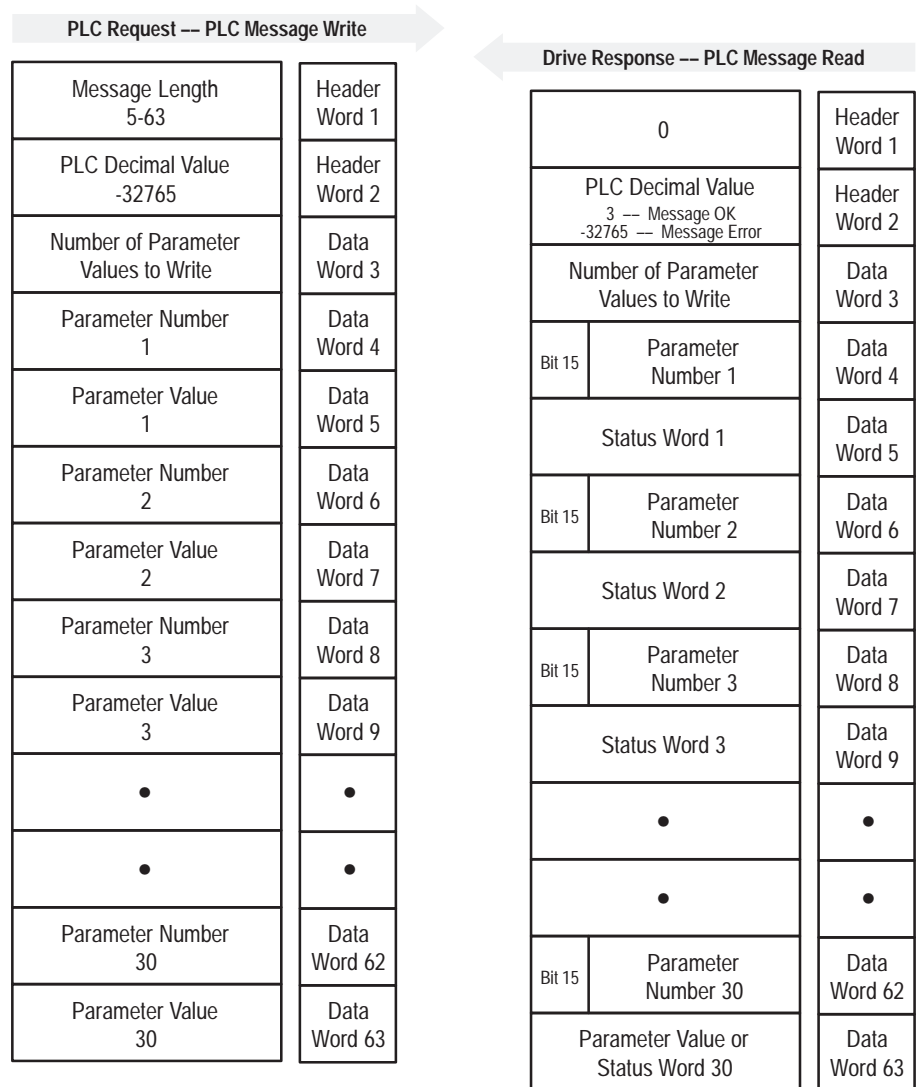 PLC Request –– PLC Message Write
Message Length
5-63
Header
Word 1
PLC Decimal Value
-32765
Header
Word 2
Number of Parameter
Values to Write
Data
Word 3
Parameter Number
1
Data
Word 4
Parameter Value
1
Data
Word 5
Parameter Number
2
Data
Word 6
Parameter Value
2
Data
Word 7
Parameter Number
3
Data
Word 8
Parameter Value
3
Data
Word 9
•
•
•
•
Parameter Number
30
Data
Word 62
Parameter Value
30
Data
Word 63
Drive Response –– PLC Message Read
0
Header
Word 1
PLC Decimal Value
3 –– Message OK
-32765 –– Message Error
Header
Word 2
Number of Parameter
Values to Write
Data
Word 3
Bit 15
Parameter
Number 1
Data
Word 4
Status Word 1
Data
Word 5
Bit 15
Parameter
Number 2
Data
Word 6
Status Word 2
Data
Word 7
Bit 15
Parameter
Number 3
Data
Word 8
Status Word 3
Data
Word 9
•
•
•
•
Bit 15
Parameter
Number 30
Data
Word 62
Parameter Value or
Status Word 30
Data
Word 63